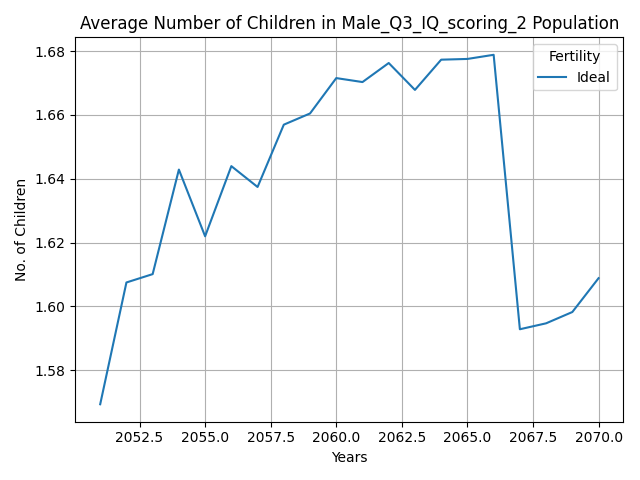 Average Number of Children in Male_Q3_IQ_scoring_2 Population
Fertility
Ideal
No. of Children
1.68
1.66
1.64
1.62
1.60
1.58
2052.5 2055.0 2057.5 2060.0 2062.5 2065.0 2067.5 2070.0
Years